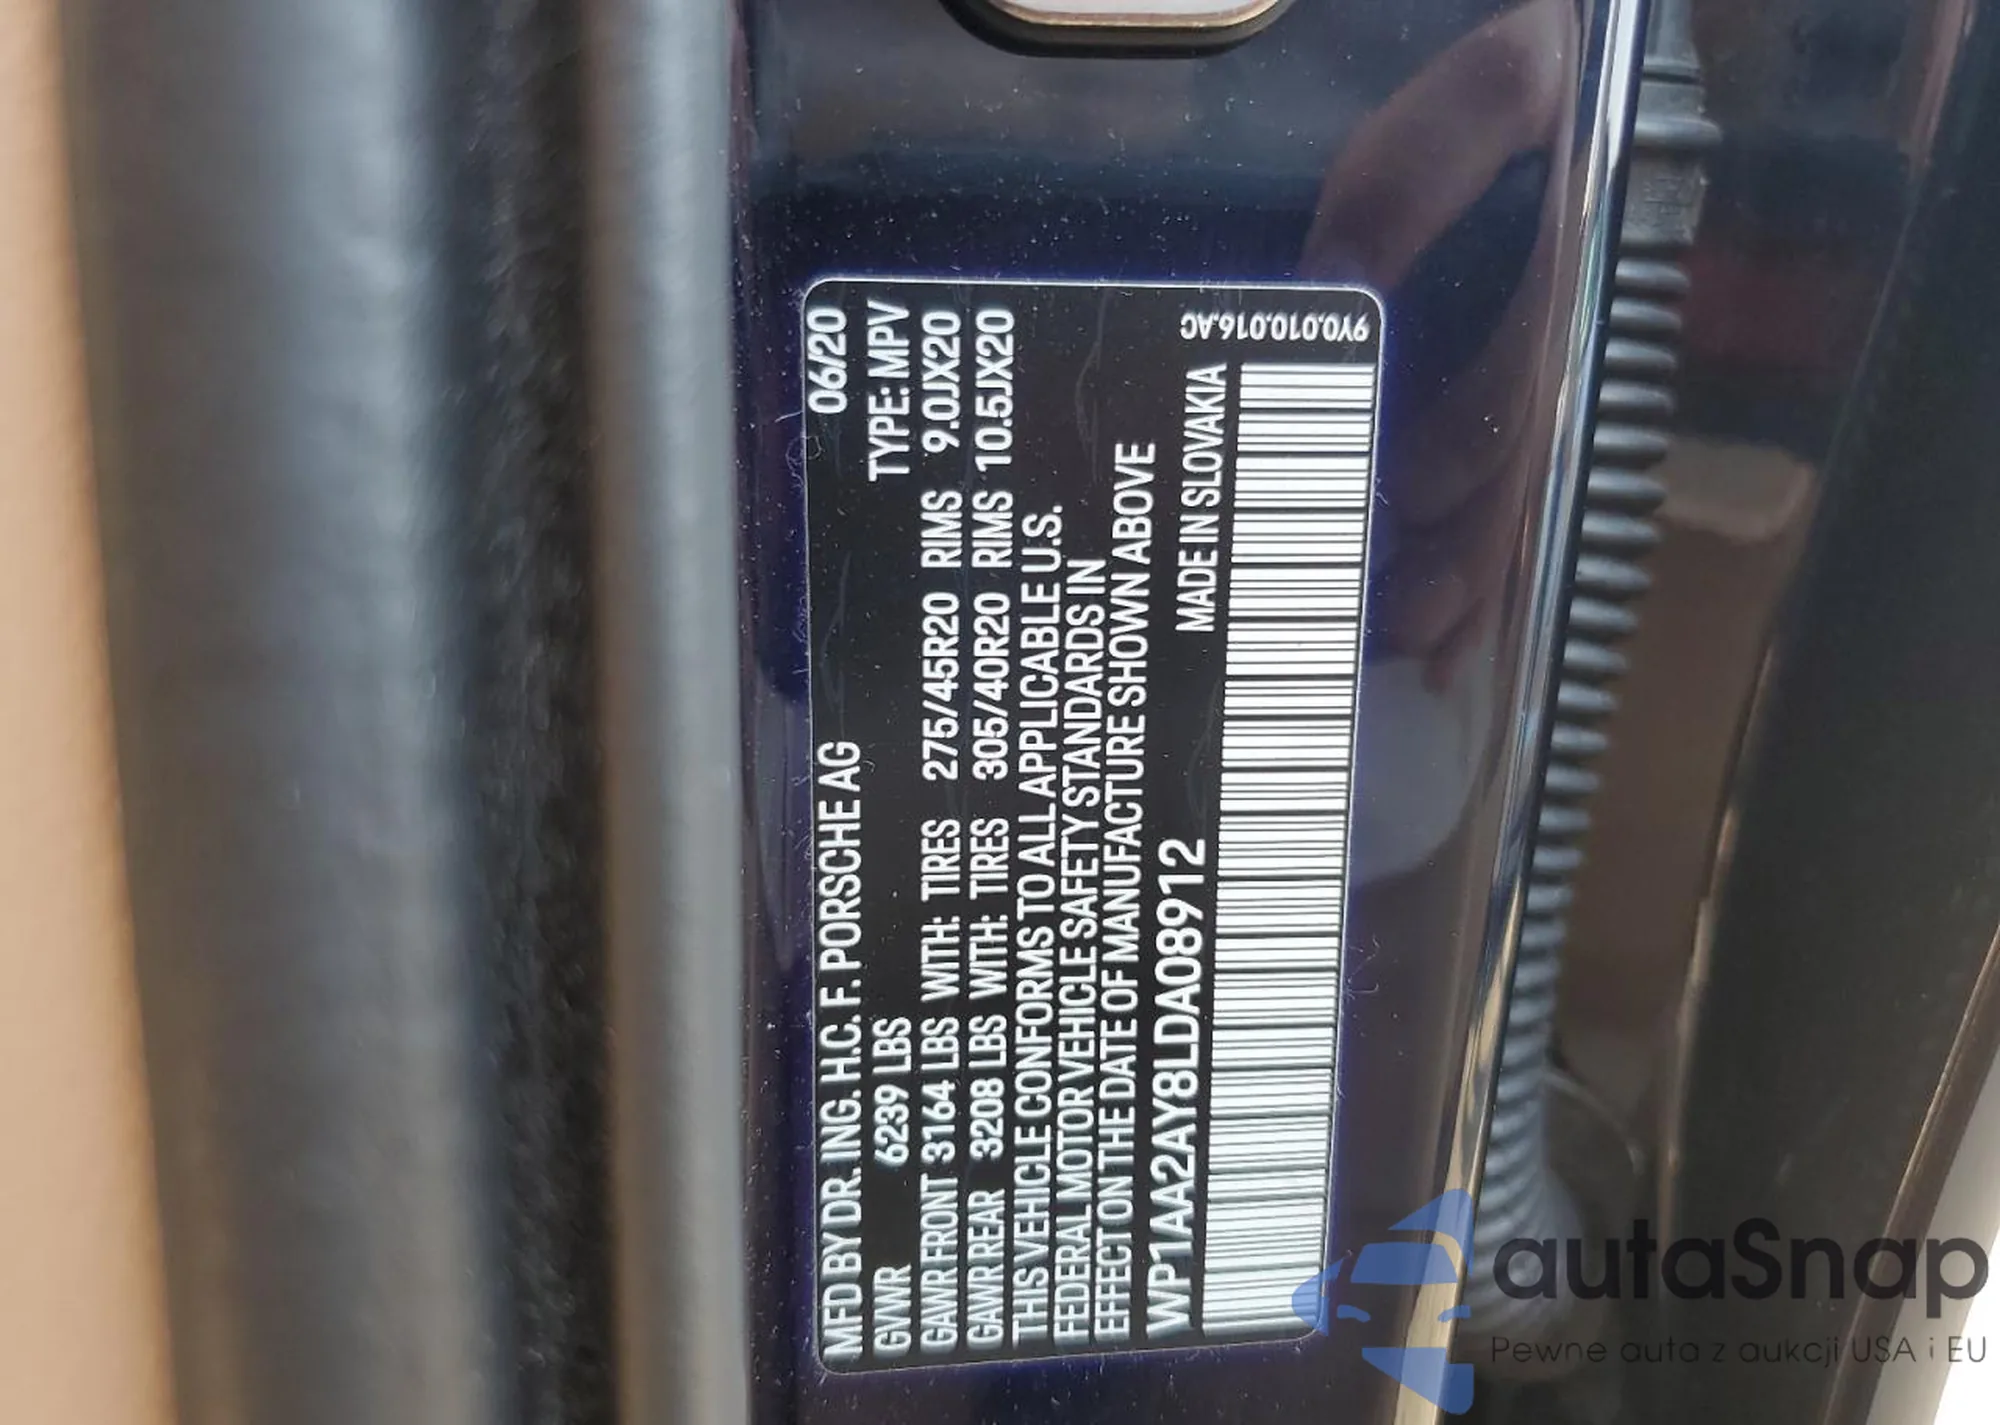 MFD BY DR. ING. H.C. F. PORSCHE AG 06/20
GVWR 6239 LBS TYPE: MPV
GAWR FRONT 3164 LBS WITH: TIRES 275/45R20 RIMS 9.0JX20
GAWR REAR 3208 LBS WITH: TIRES 305/40R20 RIMS 10.5JX20
THIS VEHICLE CONFORMS TO ALL APPLICABLE U.S.
FEDERAL MOTOR VEHICLE SAFETY STANDARDS IN
EFFECT ON THE DATE OF MANUFACTURE SHOWN ABOVE
WP1AA2AY8LDA08912 MADE IN SLOVAKIA
9Y0.010.016.AC
autaSnap
Pewne auta z aukcji USA i EU